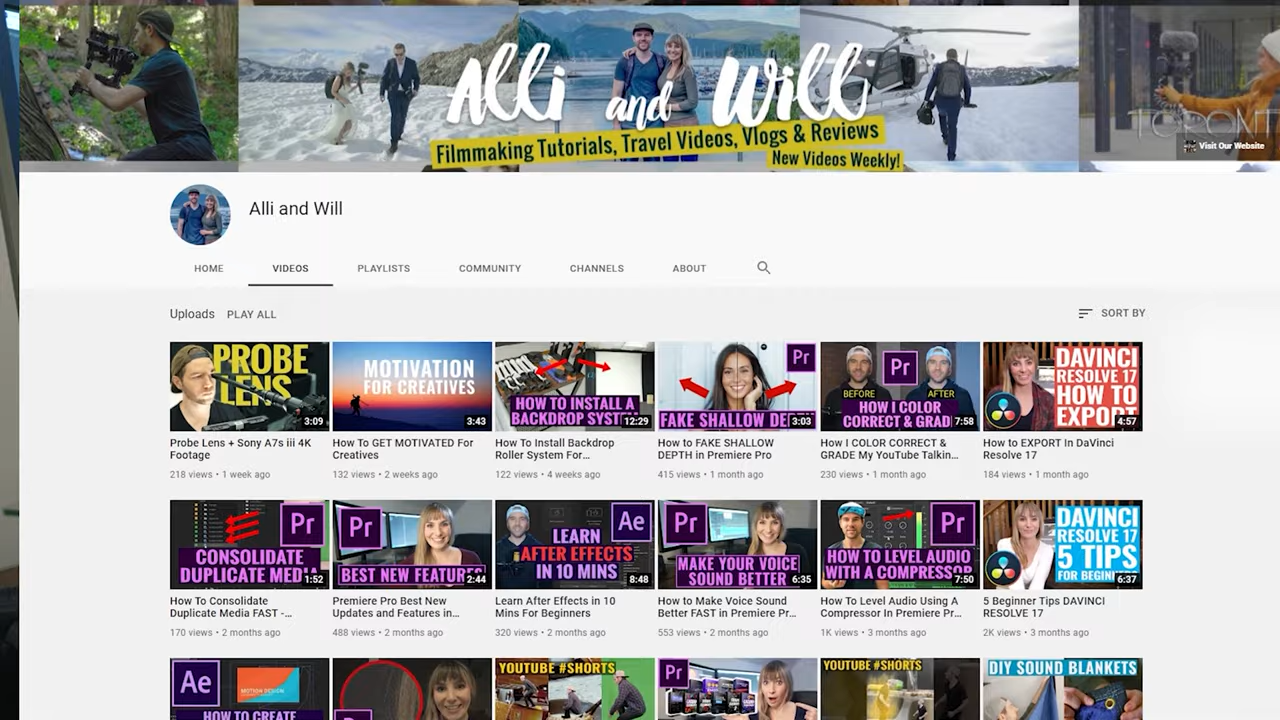 Alli and Will
Filmmaking Tutorials, Travel Videos, Vlogs & Reviews
New Videos Weekly!
Visit Our Website
Alli and Will
HOME VIDEOS PLAYLISTS COMMUNITY CHANNELS ABOUT
Uploads PLAY ALL SORT BY
PROBE
LENS
3:09
MOTIVATION
FOR CREATIVES
3:43
HOW TO INSTALL A
BACKDROP SYSTEM
12:29
Pr
FAKE SHALLOW DE
3:03
Pr
BEFORE AFTER
HOW I COLOR
CORRECT & GRAD
7:58
DAVINCI
RESOLVE 17
HOW TO
EXPORT
4:57
Probe Lens + Sony A7s iii 4K
Footage
218 views • 1 week ago
How To GET MOTIVATED For
Creatives
132 views • 2 weeks ago
How To Install Backdrop
Roller System For…
122 views • 4 weeks ago
How to FAKE SHALLOW
DEPTH in Premiere Pro
415 views • 1 month ago
How I COLOR CORRECT &
GRADE My YouTube Talkin…
230 views • 1 month ago
How to EXPORT In DaVinci
Resolve 17
184 views • 1 month ago
Pr
CONSOLIDATE
DUPLICATE MEDIA
1:52
Pr
BEST NEW FEATURES
2:44
Ae
LEARN
AFTER EFFECTS
IN 10 MINS
8:48
Pr
MAKE YOUR VOICE
SOUND BETTER
6:35
Pr
HOW TO LEVEL AUDIO
WITH A COMPRESSOR
7:50
DAVINCI
RESOLVE 17
5 TIPS
FOR BEGIN
6:37
How To Consolidate
Duplicate Media FAST -…
170 views • 2 months ago
Premiere Pro Best New
Updates and Features in…
488 views • 2 months ago
Learn After Effects in 10
Mins For Beginners
320 views • 2 months ago
How to Make Voice Sound
Better FAST in Premiere Pr…
553 views • 2 months ago
How To Level Audio Using A
Compressor In Premiere Pr…
1K views • 3 months ago
5 Beginner Tips DAVINCI
RESOLVE 17
2K views • 3 months ago
Ae
MOTION DESIGN
HOW TO CREATE
YOUTUBE #SHORTS
Pr
YOUTUBE #SHORTS
DIY SOUND BLANKETS